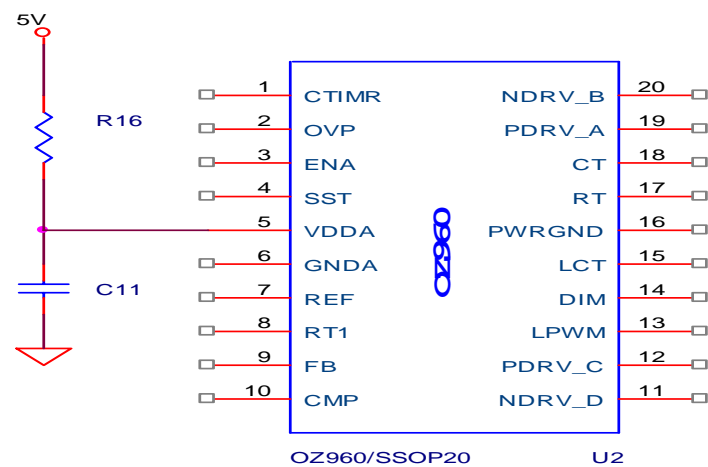 5V
R16
C11
1 CTIMR NDRV_B 20
2 OVP PDRV_A 19
3 ENA CT 18
4 SST RT 17
5 VDDA PWRGND 16
6 GNDA LCT 15
7 REF DIM 14
8 RT1 LPWM 13
9 FB PDRV_C 12
10 CMP NDRV_D 11
OZ960
OZ960/SSOP20 U2